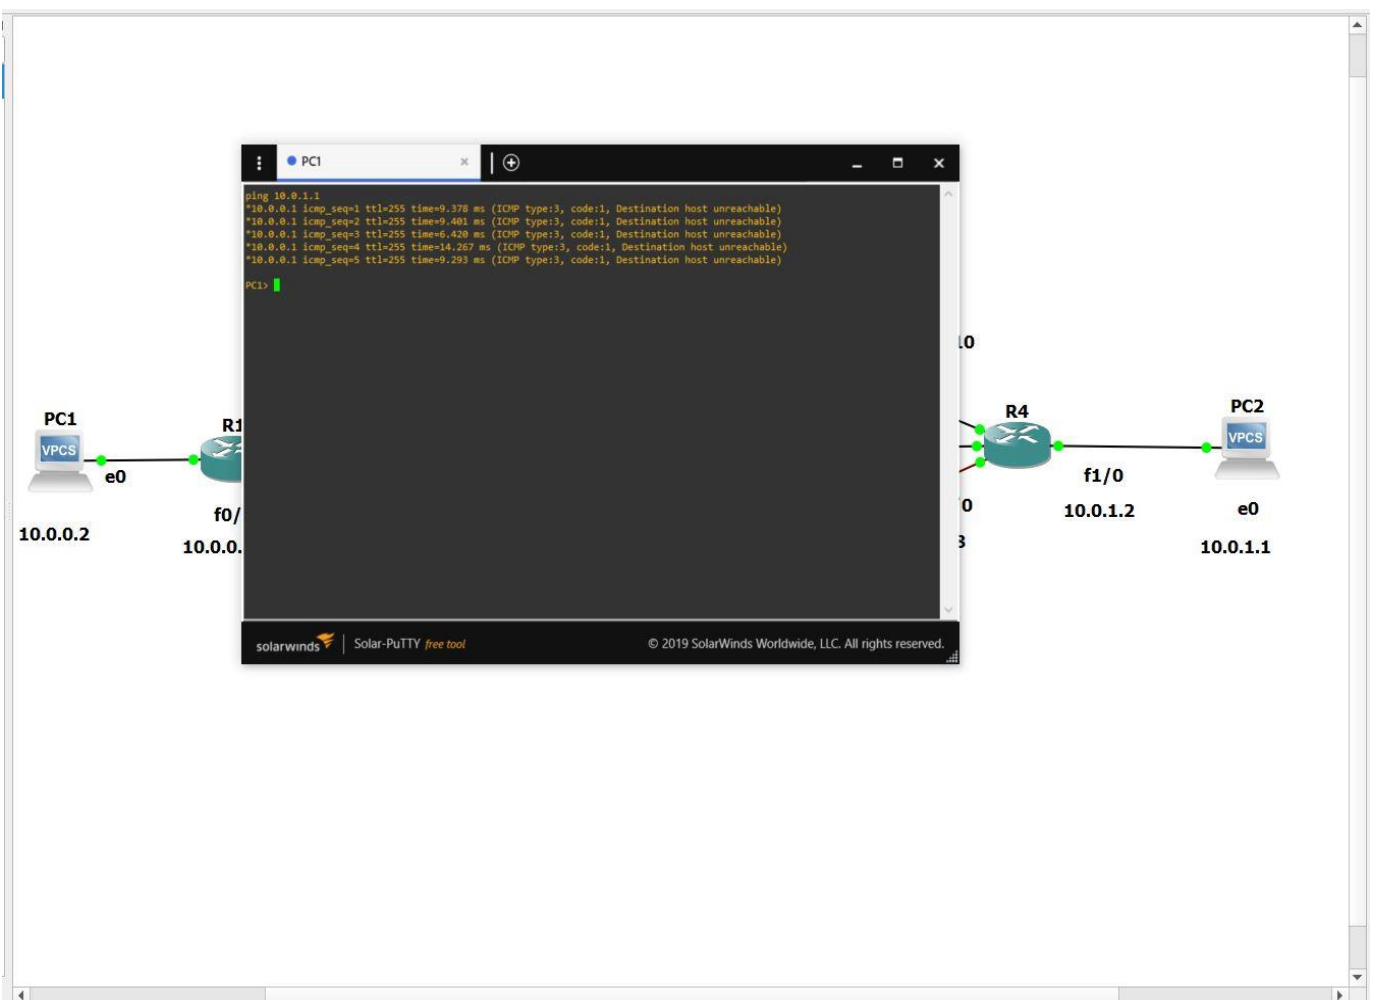 PC1
ping 10.0.1.1
*10.0.0.1 icmp_seq=1 ttl=255 time=9.378 ms (ICMP type:3, code:1, Destination host unreachable)
*10.0.0.1 icmp_seq=2 ttl=255 time=9.401 ms (ICMP type:3, code:1, Destination host unreachable)
*10.0.0.1 icmp_seq=3 ttl=255 time=6.420 ms (ICMP type:3, code:1, Destination host unreachable)
*10.0.0.1 icmp_seq=4 ttl=255 time=14.267 ms (ICMP type:3, code:1, Destination host unreachable)
*10.0.0.1 icmp_seq=5 ttl=255 time=9.293 ms (ICMP type:3, code:1, Destination host unreachable)
PC1>
solarwinds Solar-PuTTY free tool © 2019 SolarWinds Worldwide, LLC. All rights reserved.
PC1
VPCS
e0
10.0.0.2
R1
f0/
10.0.0.
10
R4
0
3
f1/0
10.0.1.2
PC2
VPCS
e0
10.0.1.1